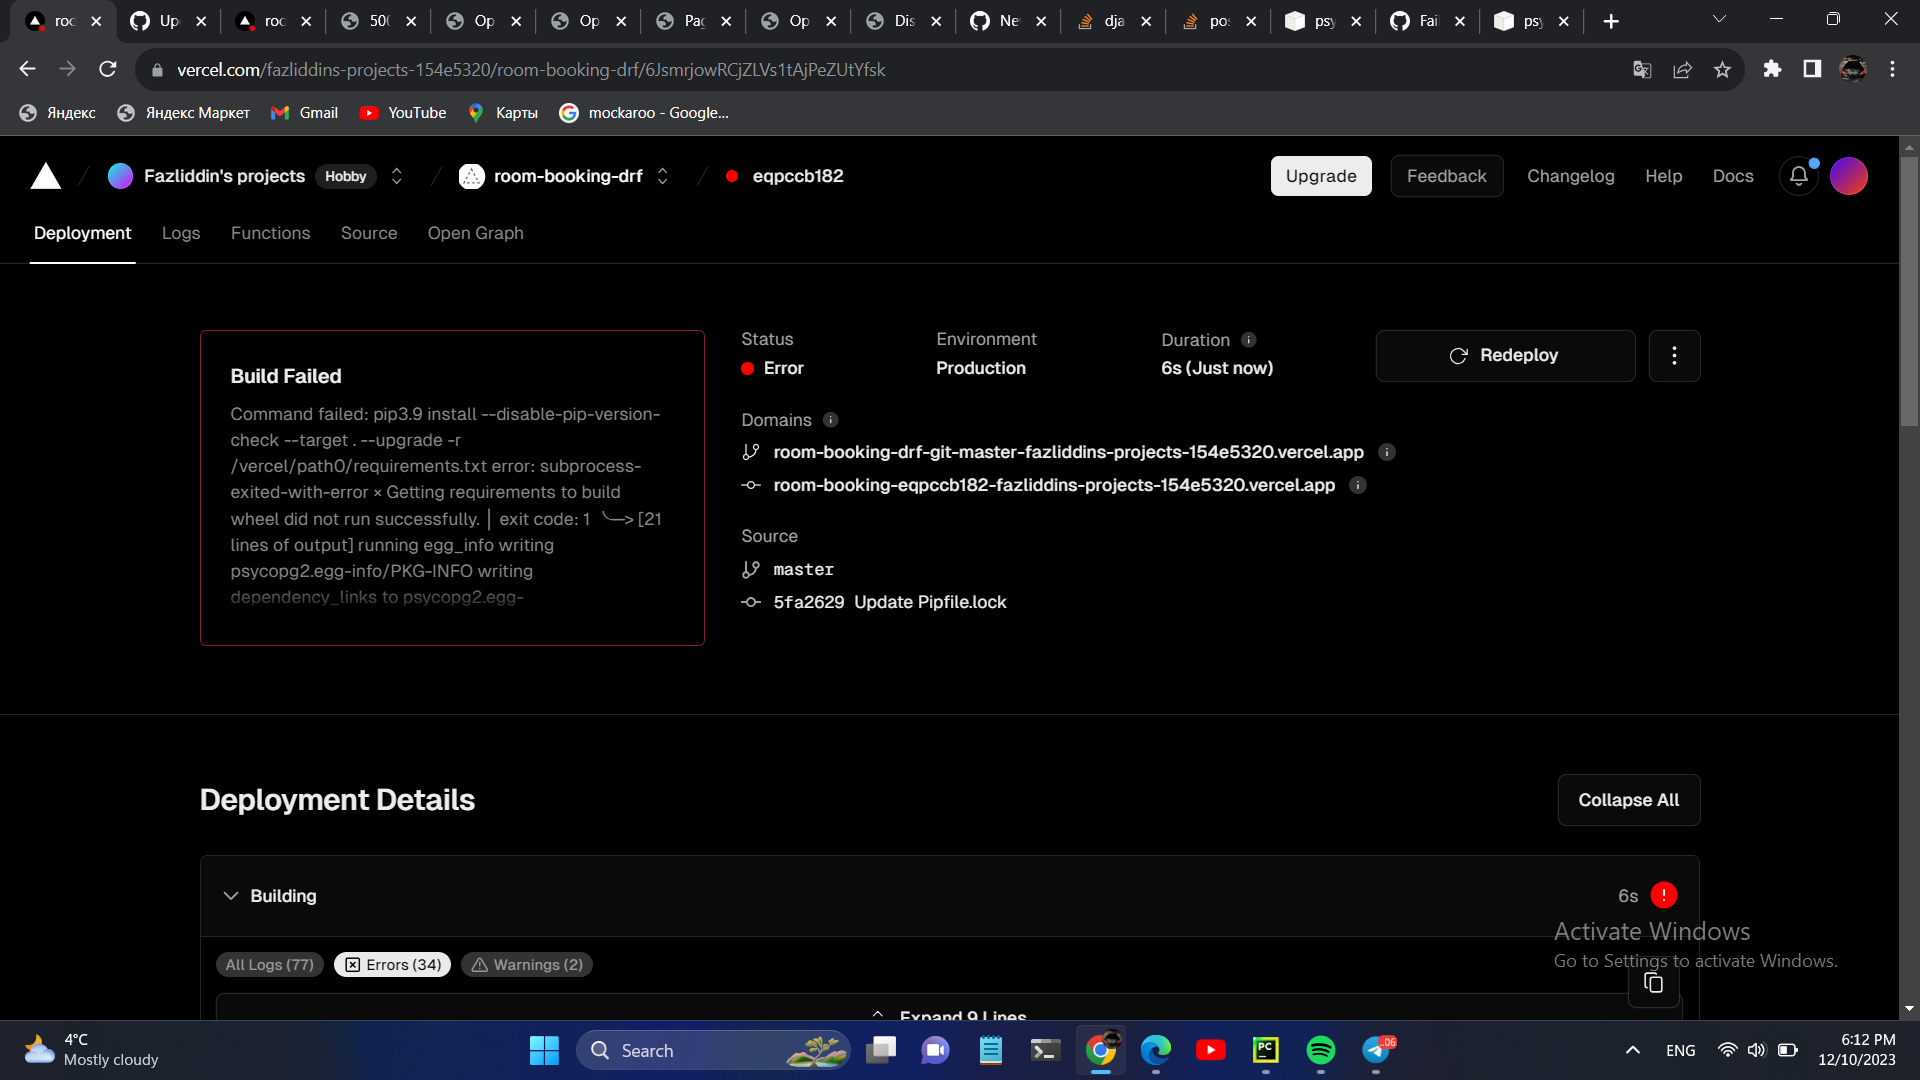 roc
Up
roc
500
Op
Op
Pag
Op
Dis
Ne
dja
pos
psy
Fail
psy
vercel.com/fazliddins-projects-154e5320/room-booking-drf/6JsmrjowRCjZLVs1tAjPeZUtYfsk
Яндекс
Яндекс Маркет
Gmail
YouTube
Карты
mockaroo - Google...
Fazliddin's projects
Hobby
room-booking-drf
eqpccb182
Upgrade
Feedback
Changelog
Help
Docs
Deployment
Logs
Functions
Source
Open Graph
Build Failed
Command failed: pip3.9 install --disable-pip-version-
check --target . --upgrade -r
/vercel/path0/requirements.txt error: subprocess-
exited-with-error × Getting requirements to build
wheel did not run successfully. │ exit code: 1 ╰─> [21
lines of output] running egg_info writing
psycopg2.egg-info/PKG-INFO writing
dependency_links to psycopg2.egg-
Status
Error
Environment
Production
Duration
6s (Just now)
Redeploy
Domains
room-booking-drf-git-master-fazliddins-projects-154e5320.vercel.app
room-booking-eqpccb182-fazliddins-projects-154e5320.vercel.app
Source
master
5fa2629 Update Pipfile.lock
Deployment Details
Collapse All
Building
6s
All Logs (77)
Errors (34)
Warnings (2)
Activate Windows
Go to Settings to activate Windows.
Expand 9 Lines
4°C
Mostly cloudy
Search
PC
.06
ENG
6:12 PM
12/10/2023